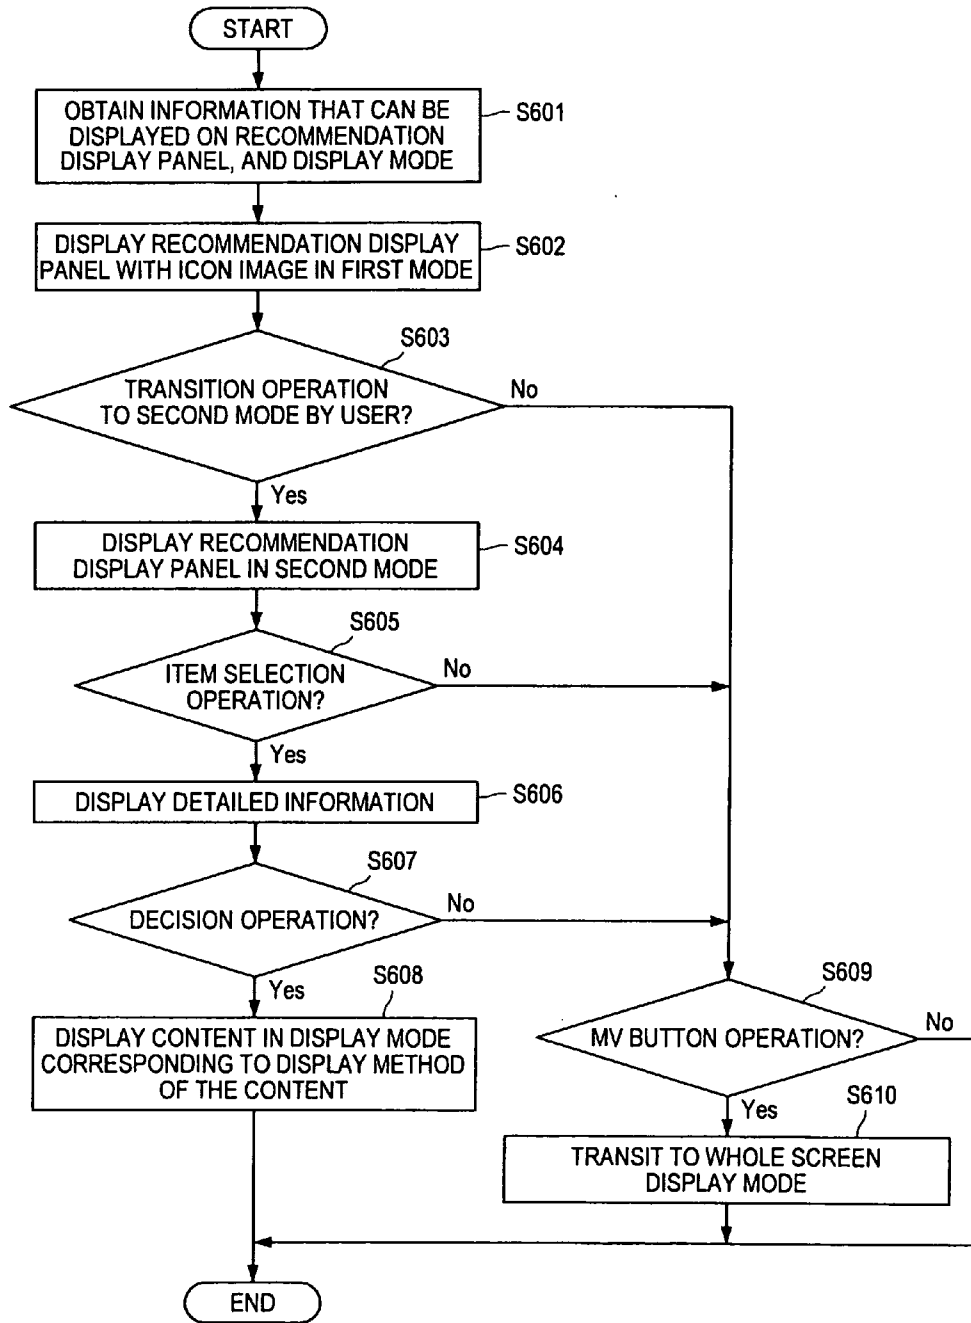 START
OBTAIN INFORMATION THAT CAN BE
DISPLAYED ON RECOMMENDATION
DISPLAY PANEL, AND DISPLAY MODE
S601
DISPLAY RECOMMENDATION DISPLAY
PANEL WITH ICON IMAGE IN FIRST MODE
S602
S603
TRANSITION OPERATION
TO SECOND MODE BY USER?
No
Yes
DISPLAY RECOMMENDATION
DISPLAY PANEL IN SECOND MODE
S604
S605
ITEM SELECTION
OPERATION?
No
Yes
DISPLAY DETAILED INFORMATION
S606
S607
DECISION OPERATION?
No
Yes
S608
DISPLAY CONTENT IN DISPLAY MODE
CORRESPONDING TO DISPLAY METHOD
OF THE CONTENT
S609
MV BUTTON OPERATION?
No
Yes
S610
TRANSIT TO WHOLE SCREEN
DISPLAY MODE
END